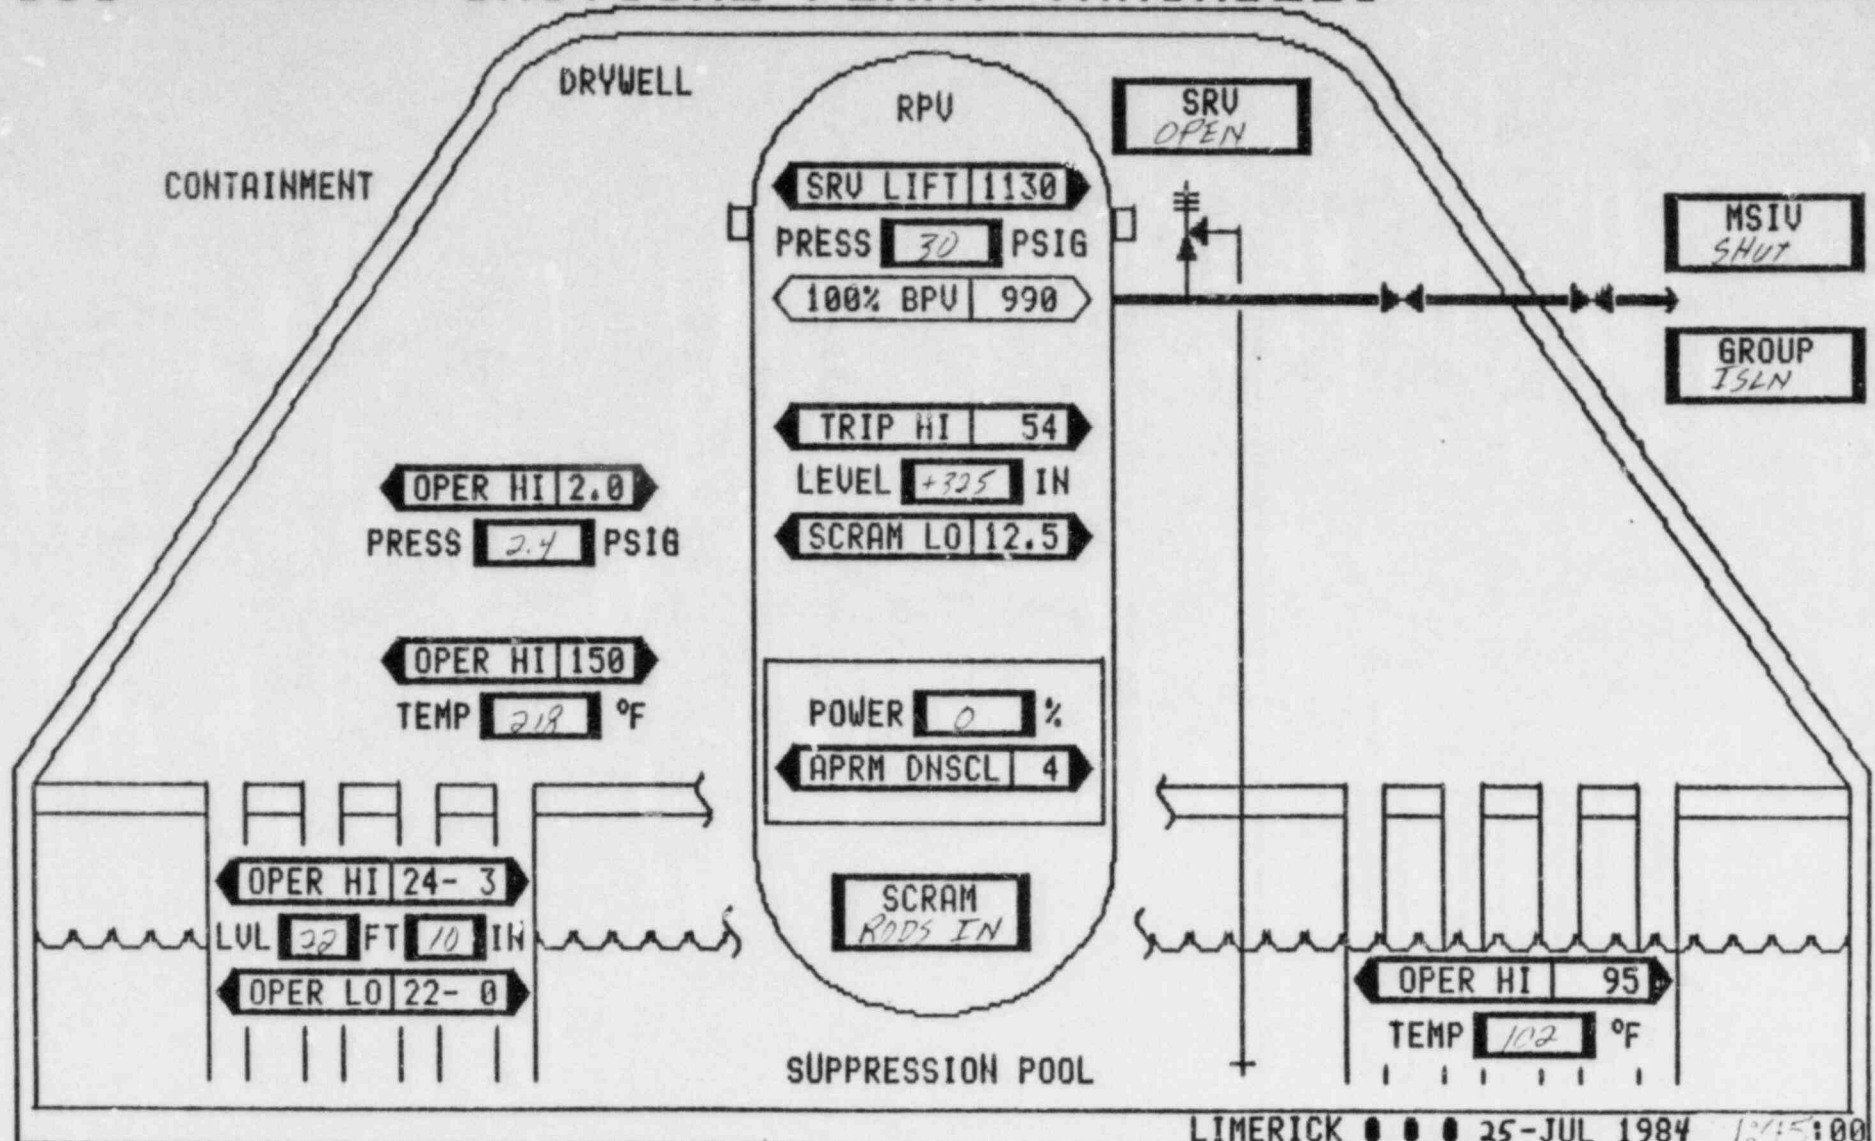 DRYWELL
RPV
SRV
OPEN
CONTAINMENT
SRV LIFT 1130
PRESS 30 PSIG
100% BPV 990
MSIV
SHUT
GROUP
ISLN
TRIP HI 54
LEVEL +325 IN
SCRAM LO 12.5
OPER HI 2.0
PRESS 2.4 PSIG
OPER HI 150
TEMP 218 °F
POWER 0 %
APRM DNSCL 4
OPER HI 24- 3
LVL 22 FT 10 IN
OPER LO 22- 0
SCRAM
RODS IN
OPER HI 95
TEMP 102 °F
SUPPRESSION POOL
LIMERICK 25-JUL 1984 :00